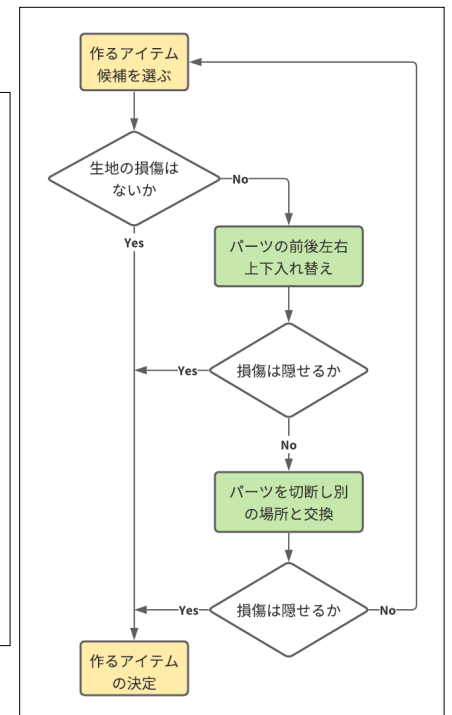 作るアイテム
候補を選ぶ
生地の損傷は
ないか
No
Yes
パーツの前後左右
上下入れ替え
損傷は隠せるか
Yes
No
パーツを切断し別
の場所と交換
損傷は隠せるか
Yes
No
作るアイテム
の決定